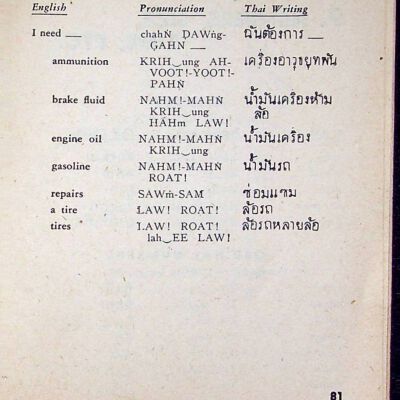 English Pronunciation Thai Writing
I need __ chahN DAWng- ฉันต้องการ __
GAHN __
ammunition KRIH‿ung AH- เครื่องอาวุธยุทพัน
VOOT!-YOOT!-
PAHN
brake fluid NAHM!-MAHN น้ำมันเครื่องห้าม
KRIH‿ung ล้อ
HAHm LAW!
engine oil NAHM!-MAHN น้ำมันเครื่อง
KRIH‿ung
gasoline NAHM!-MAHN น้ำมันรถ
ROAT!
repairs SAWm-SAM ซ่อมแซม
a tire LAW! ROAT! ล้อรถ
tires LAW! ROAT! ล้อรถหลายล้อ
lah‿EE LAW!
81